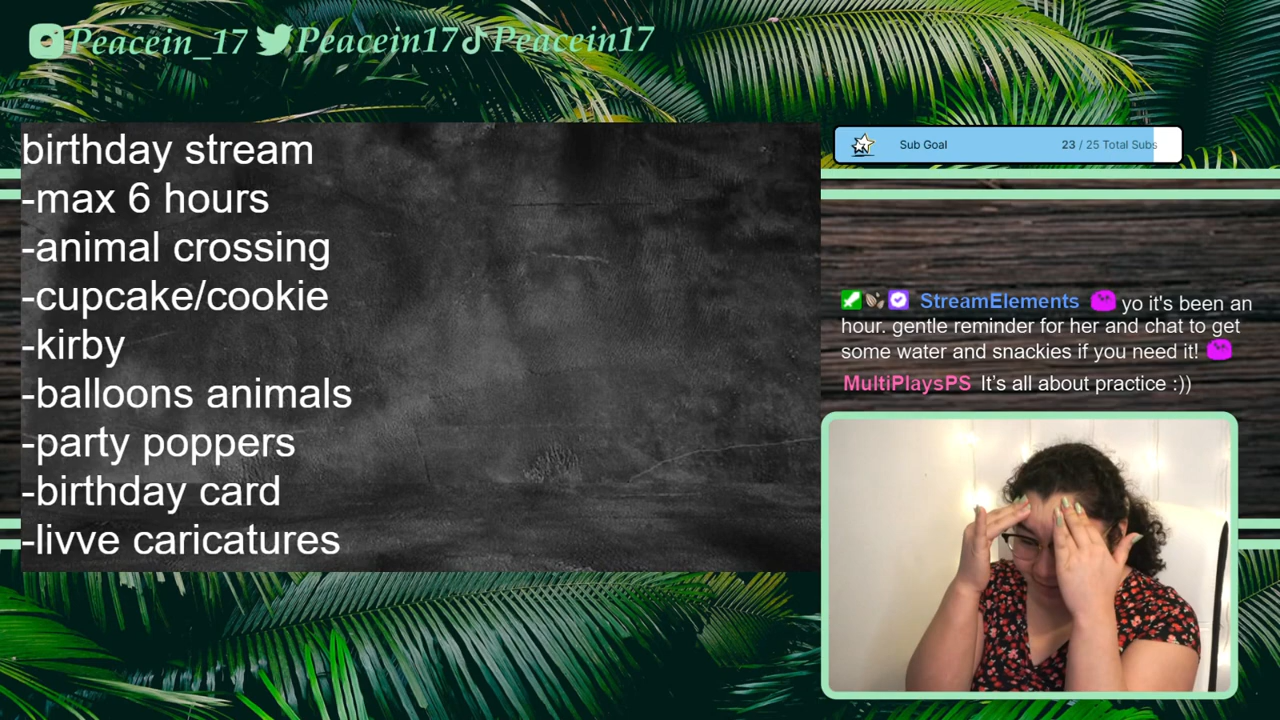 Peacein_17 Peacein17 Peacein17
birthday stream
-max 6 hours
-animal crossing
-cupcake/cookie
-kirby
-balloons animals
-party poppers
-birthday card
-livve caricatures
Sub Goal 23 / 25 Total Subs
StreamElements yo it's been an
hour. gentle reminder for her and chat to get
some water and snackies if you need it!
MultiPlaysPS It's all about practice :))